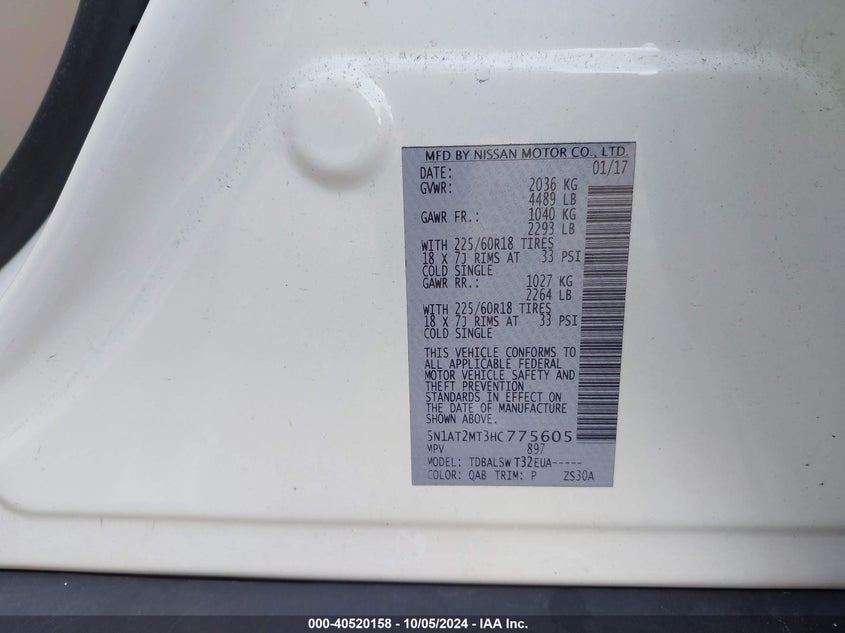 MFD BY NISSAN MOTOR CO., LTD.
DATE: 01/17
GVWR: 2036 KG
4489 LB
GAWR FR.: 1040 KG
2293 LB
WITH 225/60R18 TIRES
18 X 7J RIMS AT 33 PSI
COLD SINGLE
GAWR RR.: 1027 KG
2264 LB
WITH 225/60R18 TIRES
18 X 7J RIMS AT 33 PSI
COLD SINGLE
THIS VEHICLE CONFORMS TO
ALL APPLICABLE FEDERAL
MOTOR VEHICLE SAFETY AND
THEFT PREVENTION
STANDARDS IN EFFECT ON
THE DATE OF MANUFACTURE
SHOWN ABOVE.
5N1AT2MT3HC775605
MPV 897
MODEL: TDBALSW T32EUA-----
COLOR: QAB TRIM: P ZS30A
000-40520158 - 10/05/2024 - IAA Inc.